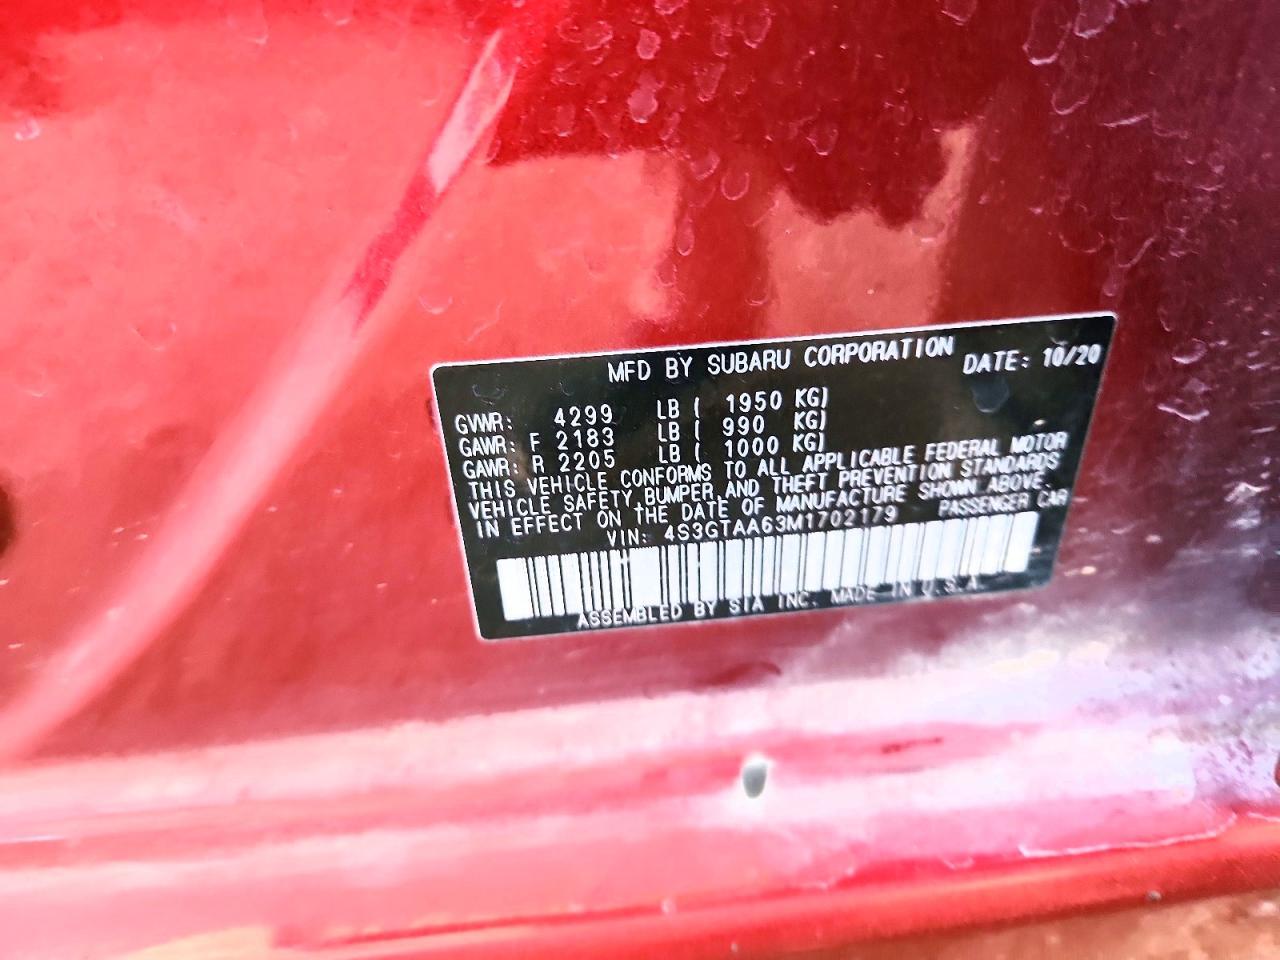 MFD BY SUBARU CORPORATION DATE: 10/20
GVWR: 4299 LB ( 1950 KG)
GAWR: F 2183 LB ( 990 KG)
GAWR: R 2205 LB ( 1000 KG)
THIS VEHICLE CONFORMS TO ALL APPLICABLE FEDERAL MOTOR
VEHICLE SAFETY, BUMPER, AND THEFT PREVENTION STANDARDS
IN EFFECT ON THE DATE OF MANUFACTURE SHOWN ABOVE.
VIN: 4S3GTAA63M1702179 PASSENGER CAR
ASSEMBLED BY SIA INC. MADE IN U.S.A.